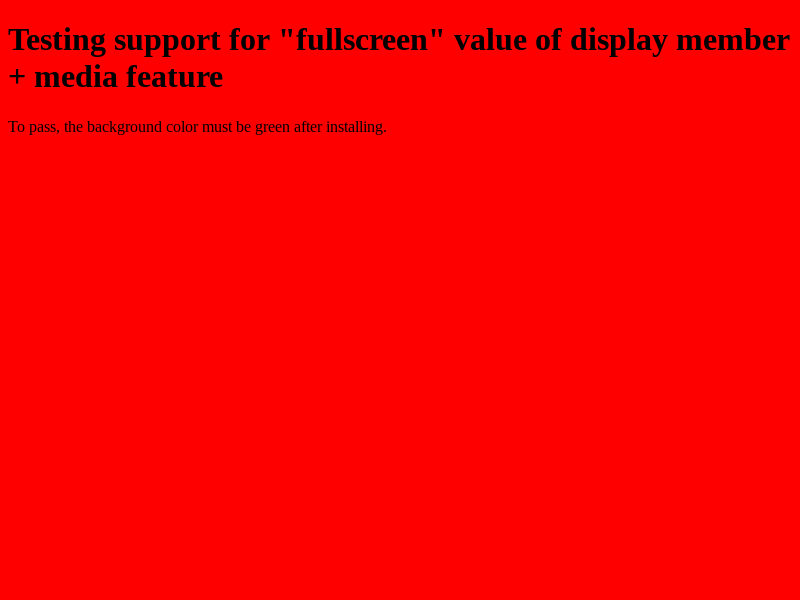 Testing support for "fullscreen" value of display member
+ media feature
To pass, the background color must be green after installing.